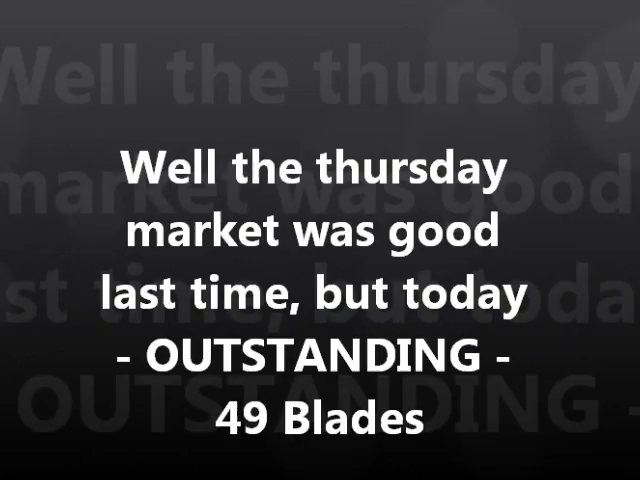 Well the thursday
market was good
last time, but today
- OUTSTANDING -
49 Blades